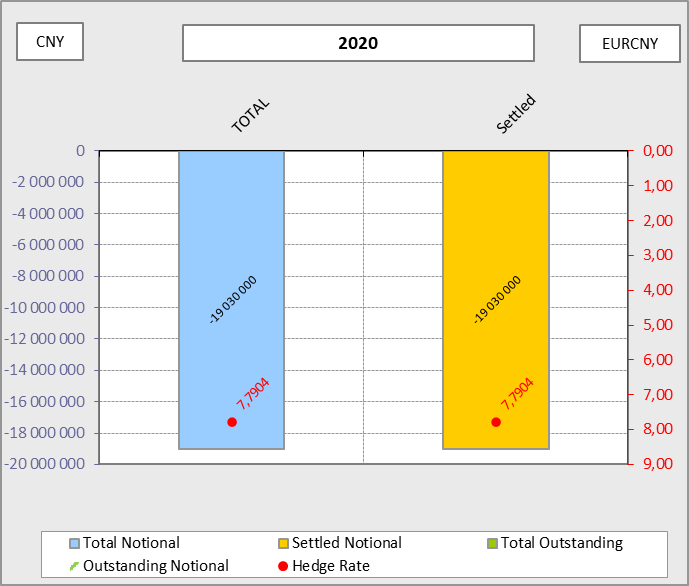 CNY
2020
EURCNY
TOTAL
Settled
0
-2 000 000
-4 000 000
-6 000 000
-8 000 000
-10 000 000
-12 000 000
-14 000 000
-16 000 000
-18 000 000
-20 000 000
-19 030 000
7,7904
-19 030 000
7,7904
0,00
1,00
2,00
3,00
4,00
5,00
6,00
7,00
8,00
9,00
Total Notional
Settled Notional
Total Outstanding
Outstanding Notional
Hedge Rate